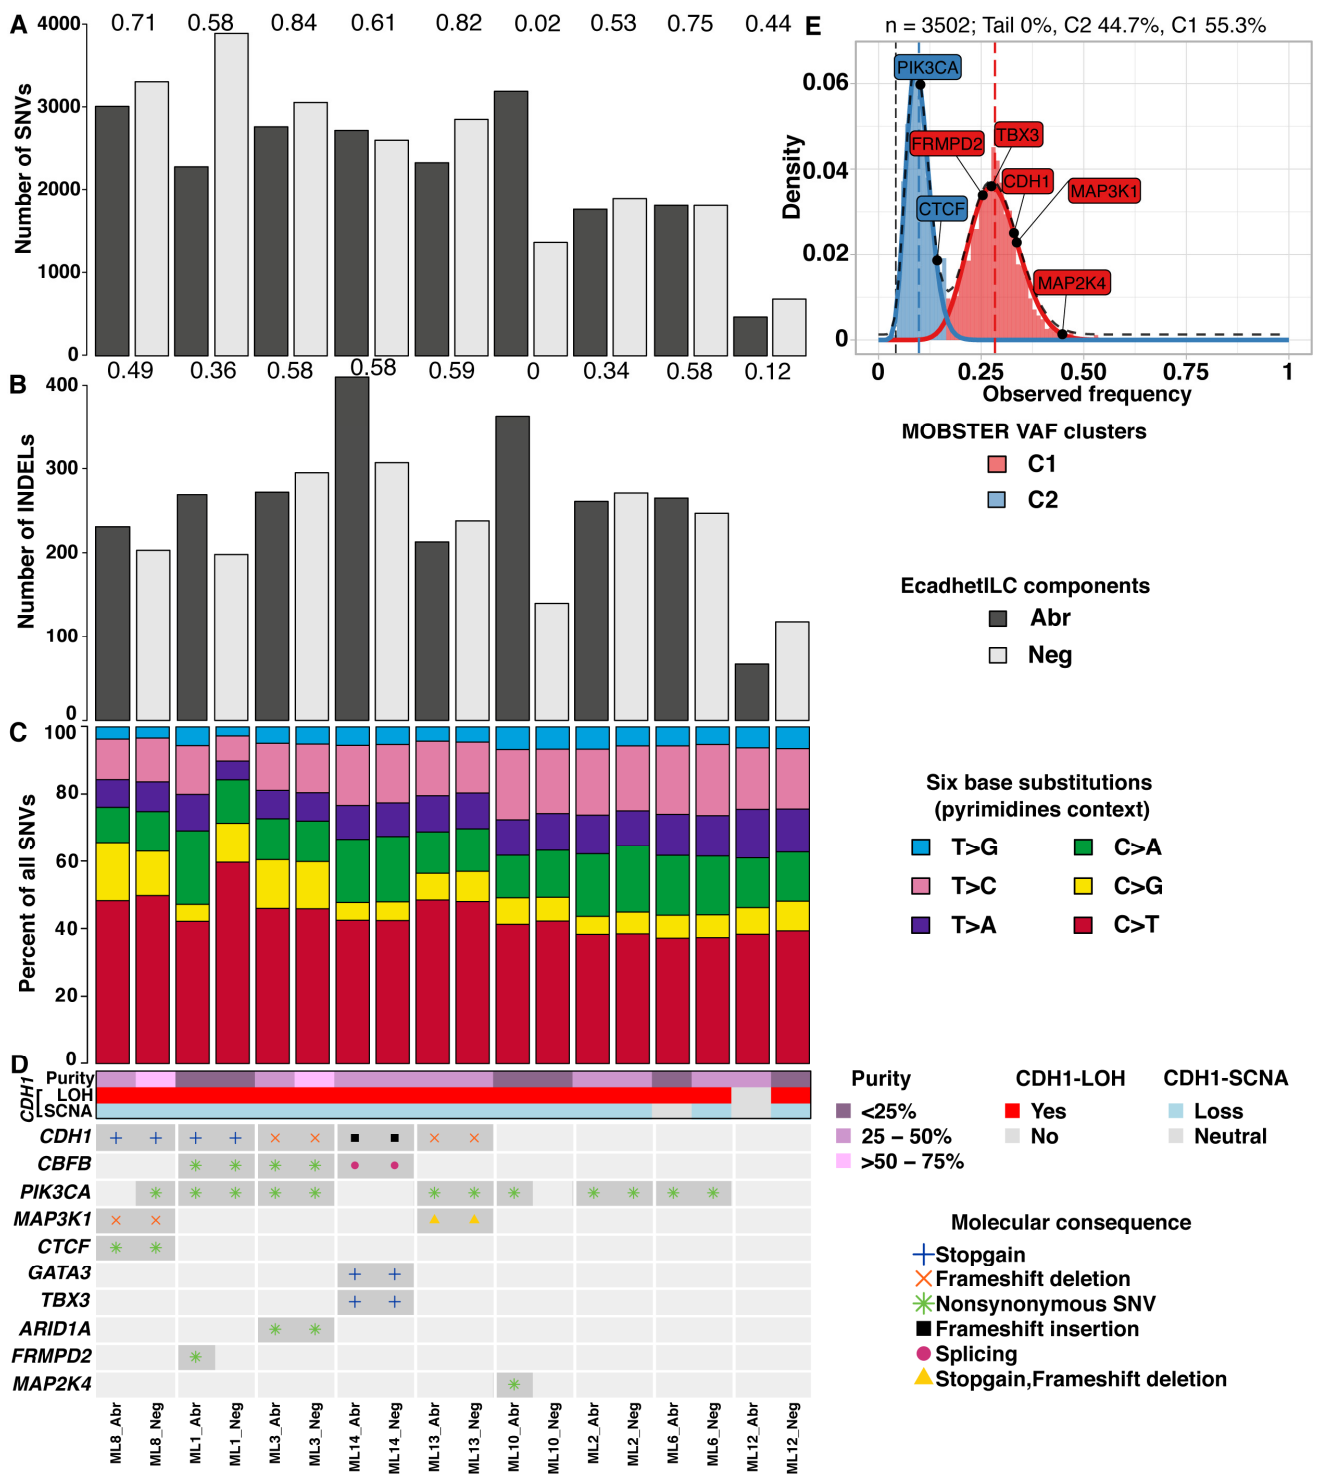 A
0.71 0.58 0.84 0.61 0.82 0.02 0.53 0.75 0.44
Number of SNVs
4000
3000
2000
1000
0
B
0.49 0.36 0.58 0.58 0.59 0 0.34 0.58 0.12
Number of INDELs
400
300
200
100
0
C
Percent of all SNVs
100
80
60
40
20
0
D
CDH1
Purity
LOH
SCNA
CDH1
CBFB
PIK3CA
MAP3K1
CTCF
GATA3
TBX3
ARID1A
FRMPD2
MAP2K4
ML8_Abr
ML8_Neg
ML1_Abr
ML1_Neg
ML3_Abr
ML3_Neg
ML14_Abr
ML14_Neg
ML13_Abr
ML13_Neg
ML10_Abr
ML10_Neg
ML2_Abr
ML2_Neg
ML6_Abr
ML6_Neg
ML12_Abr
ML12_Neg
E
n = 3502; Tail 0%, C2 44.7%, C1 55.3%
Density
0.06
0.04
0.02
0
PIK3CA
FRMPD2
TBX3
CDH1
MAP3K1
CTCF
MAP2K4
0 0.25 0.50 0.75 1
Observed frequency
MOBSTER VAF clusters
C1
C2
EcadhetILC components
Abr
Neg
Six base substitutions
(pyrimidines context)
T>G C>A
T>C C>G
T>A C>T
Purity CDH1-LOH CDH1-SCNA
<25% Yes Loss
25 – 50% No Neutral
>50 – 75%
Molecular consequence
Stopgain
Frameshift deletion
Nonsynonymous SNV
Frameshift insertion
Splicing
Stopgain,Frameshift deletion